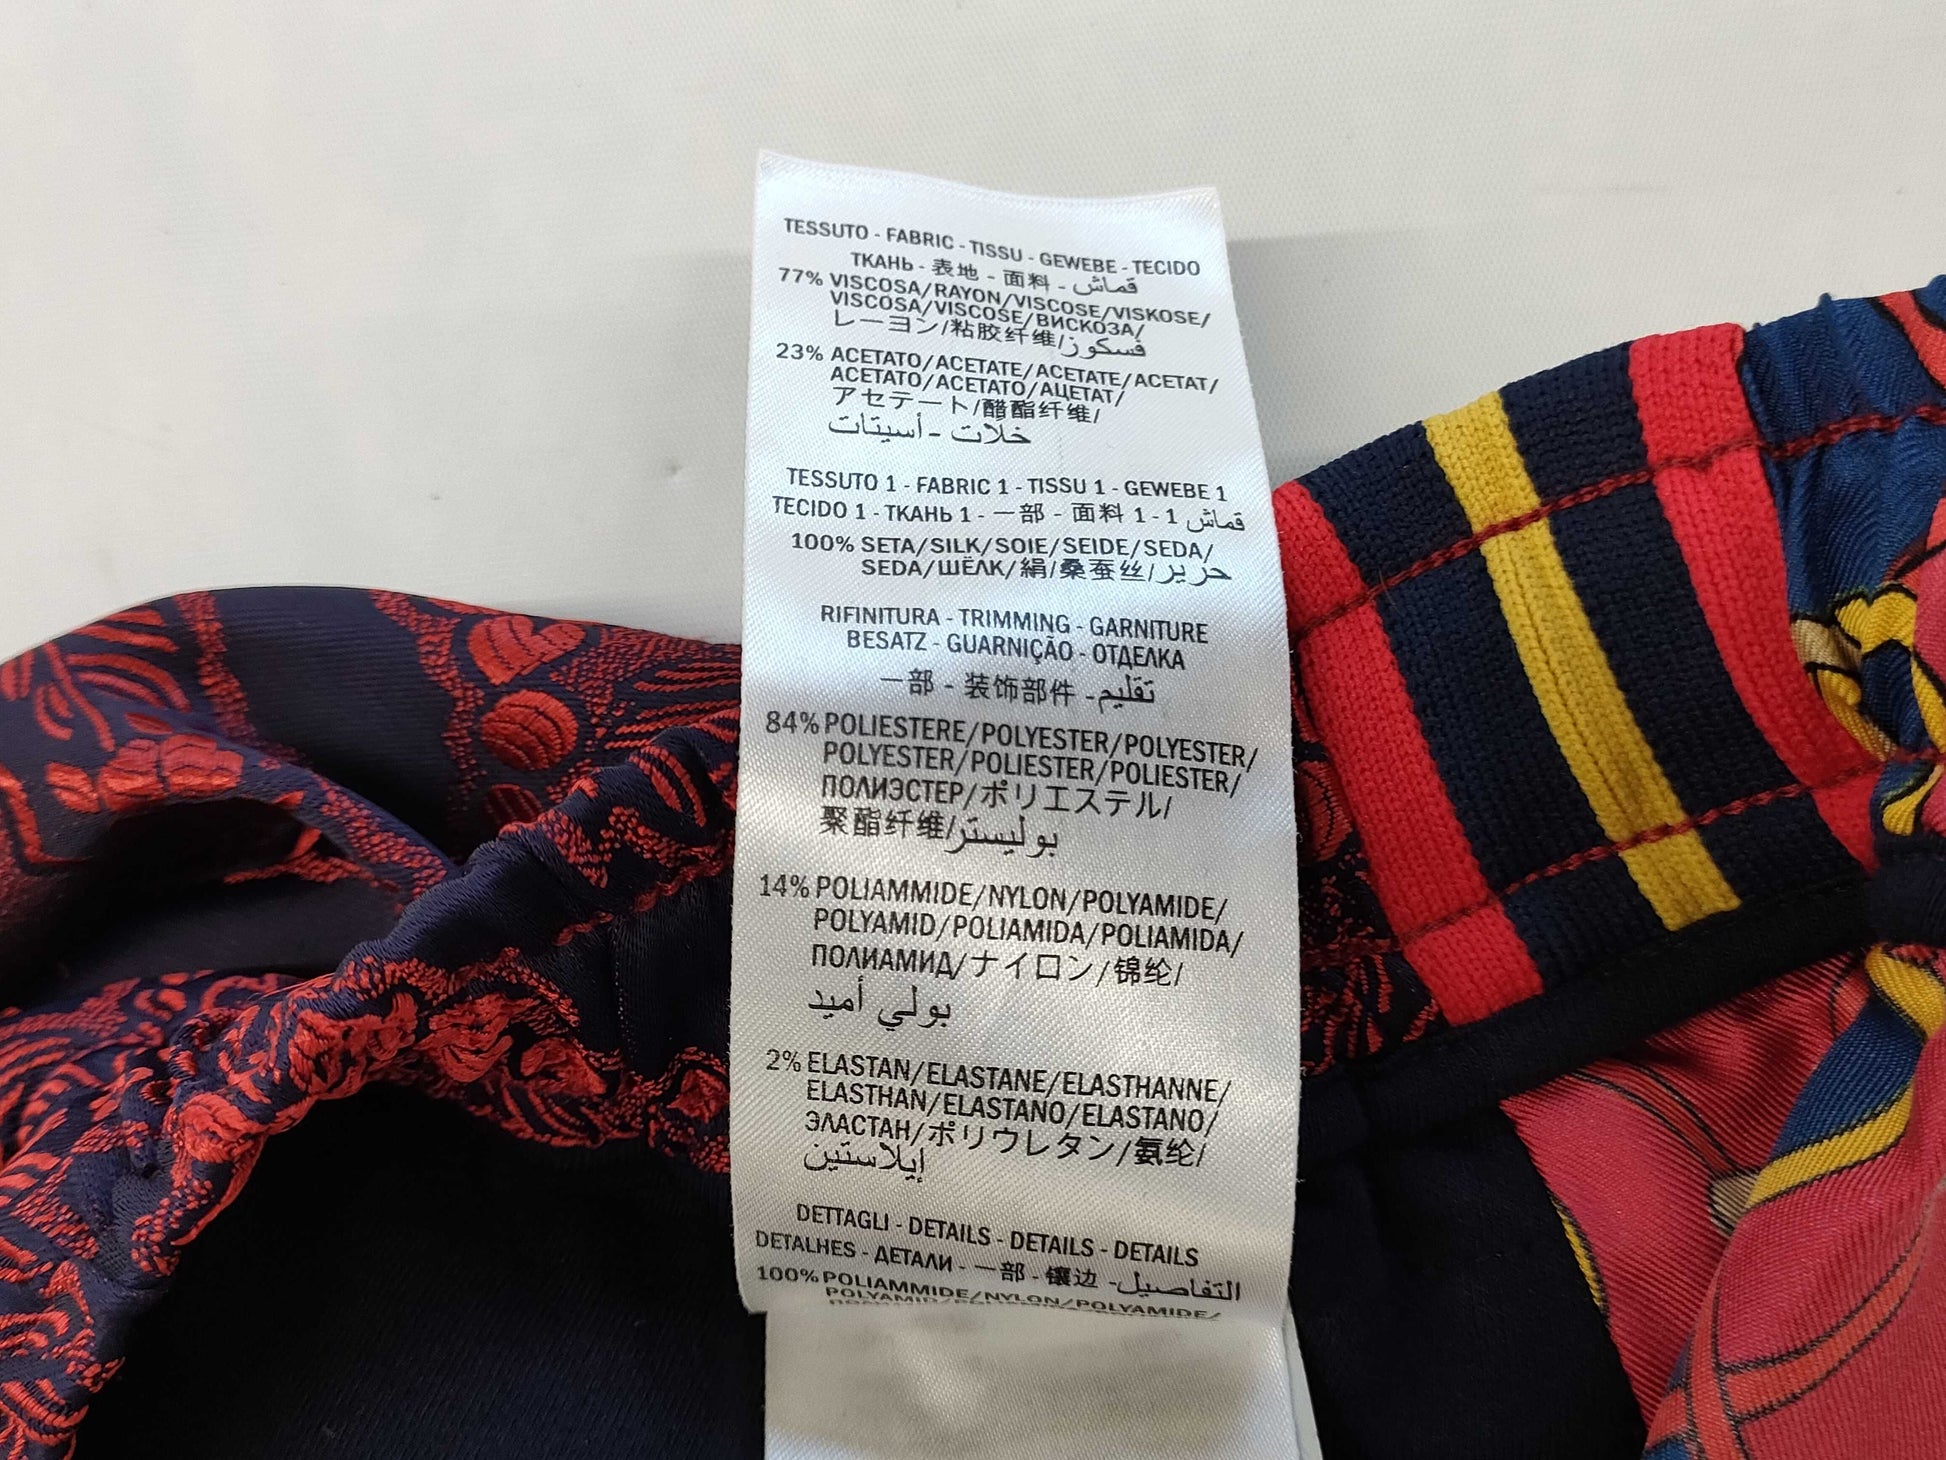 TESSUTO - FABRIC - TISSU - GEWEBE - TECIDO
ТКАНЬ - 表地 - 面料 - قماش
77% VISCOSA/RAYON/VISCOSE/VISKOSE/
VISCOSA/VISCOSE/ВИСКОЗА/
レーヨン/粘胶纤维/فسكوز
23% ACETATO/ACETATE/ACETATE/ACETAT/
ACETATO/ACETATO/АЦЕТАТ/
アセテート/醋酯纤维/
خلات - أسيتات
TESSUTO 1 - FABRIC 1 - TISSU 1 - GEWEBE 1
TECIDO 1 - ТКАНЬ 1 - 一部 - 面料 1 - 1 قماش
100% SETA/SILK/SOIE/SEIDE/SEDA/
SEDA/ШЁЛК/絹/桑蚕丝/حرير
RIFINITURA - TRIMMING - GARNITURE
BESATZ - GUARNIÇÃO - ОТДЕЛКА
一部 - 装饰部件 - تقليم
84% POLIESTERE/POLYESTER/POLYESTER/
POLYESTER/POLIESTER/POLIESTER/
ПОЛИЭСТЕР/ポリエステル/
聚酯纤维/بوليستر
14% POLIAMMIDE/NYLON/POLYAMIDE/
POLYAMID/POLIAMIDA/POLIAMIDA/
ПОЛИАМИД/ナイロン/锦纶/
بولي أميد
2% ELASTAN/ELASTANE/ELASTHANNE/
ELASTHAN/ELASTANO/ELASTANO/
ЭЛАСТАН/ポリウレタン/氨纶/
إيلاستين
DETTAGLI - DETAILS - DETAILS - DETAILS
DETALHES - ДЕТАЛИ - 一部 - 镶边 - التفاصيل
100% POLIAMMIDE/NYLON/POLYAMIDE/
POLYAMID/